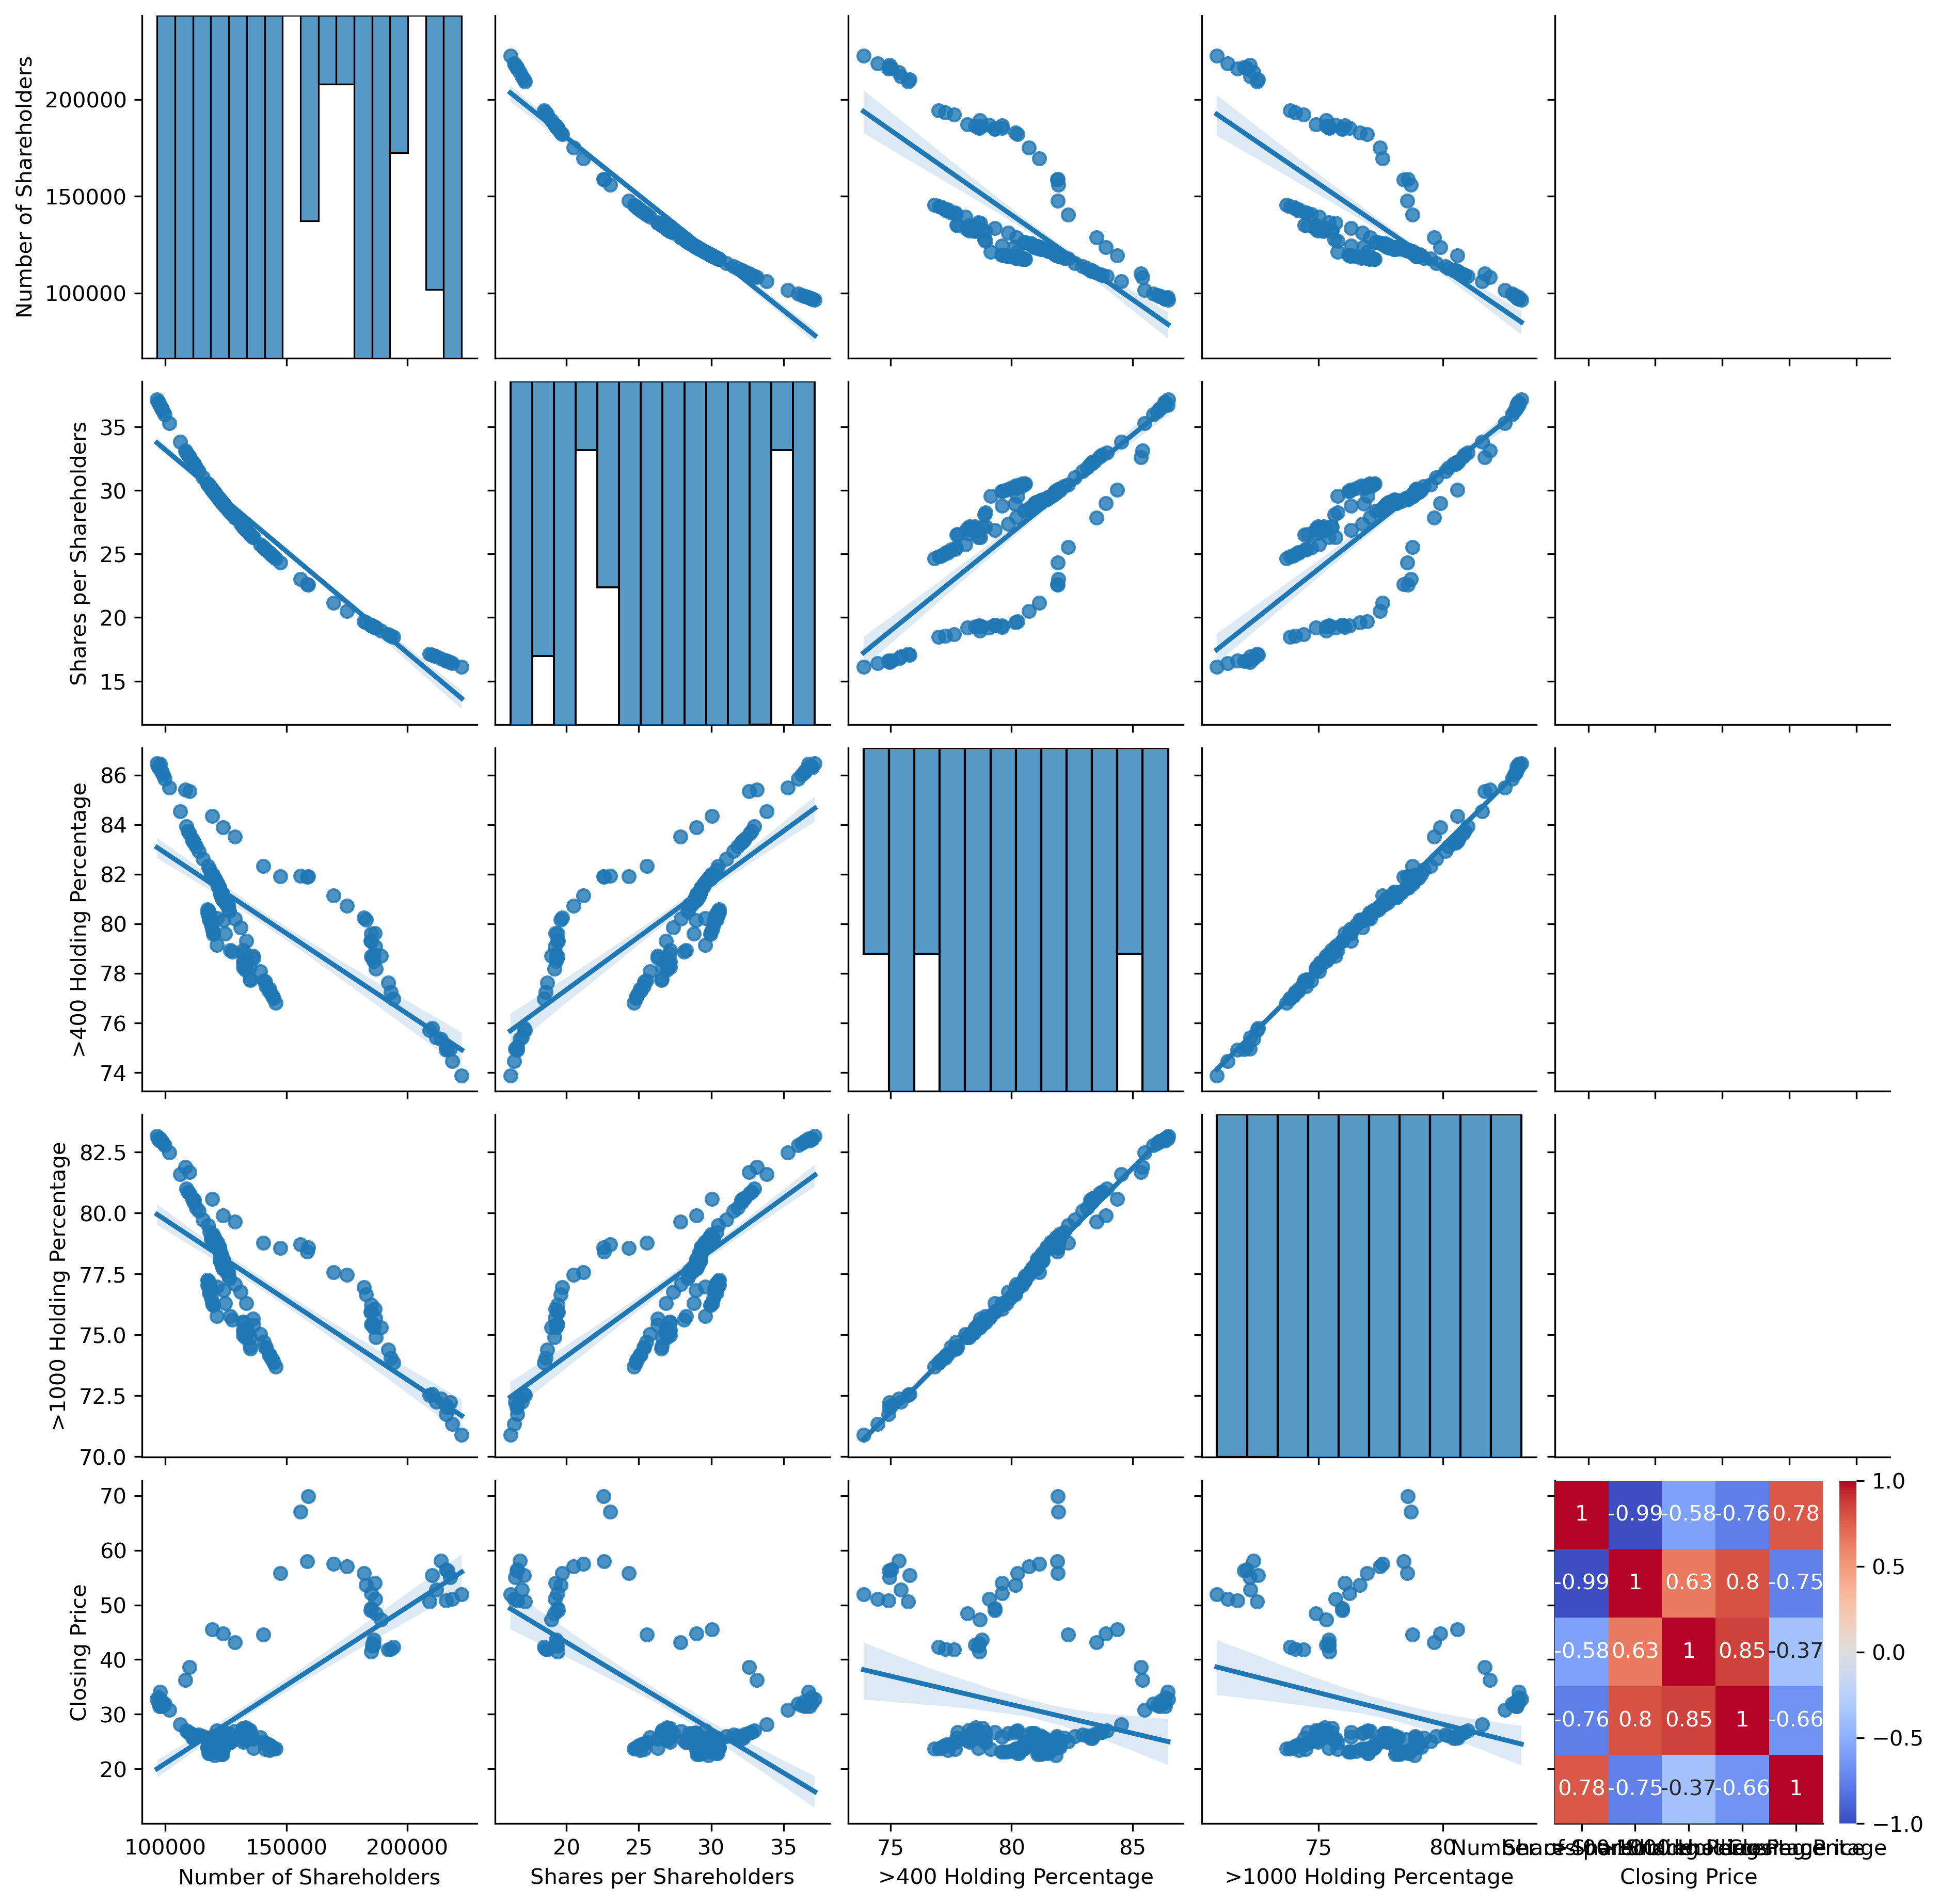 Number of Shareholders
200000
150000
100000
Shares per Shareholders
35
30
25
20
15
>400 Holding Percentage
86
84
82
80
78
76
74
>1000 Holding Percentage
82.5
80.0
77.5
75.0
72.5
70.0
Closing Price
70
60
50
40
30
20
1 -0.99 -0.58 -0.76 0.78
-0.99 1 0.63 0.8 -0.75
-0.58 0.63 1 0.85 -0.37
-0.76 0.8 0.85 1 -0.66
0.78 -0.75 -0.37 -0.66 1
1.0
0.5
0.0
−0.5
−1.0
100000 150000 200000
20 25 30 35
75 80 85
75 80
Number of Shareholders
Shares per Shareholders
>400 Holding Percentage
>1000 Holding Percentage
Closing Price